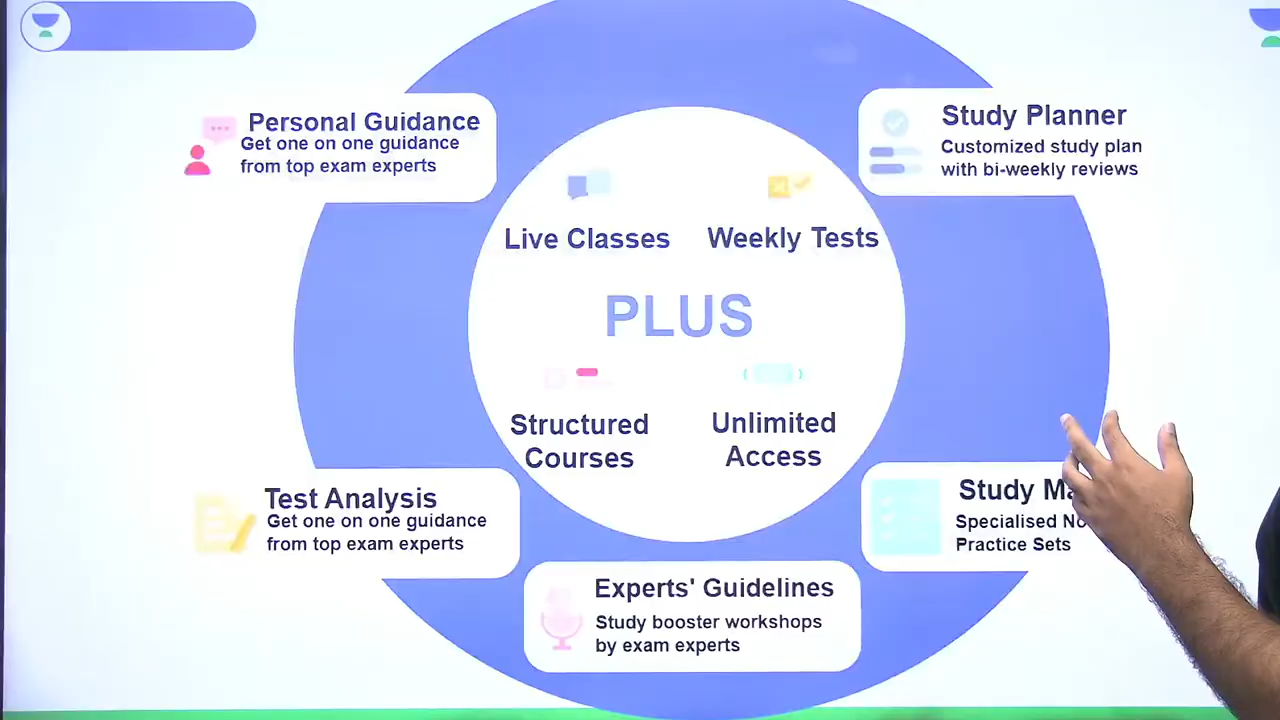 Personal Guidance
Get one on one guidance
from top exam experts
Study Planner
Customized study plan
with bi-weekly reviews
Live Classes
Weekly Tests
PLUS
Structured
Courses
Unlimited
Access
Test Analysis
Get one on one guidance
from top exam experts
Study
Specialised
Practice Sets
Experts' Guidelines
Study booster workshops
by exam experts